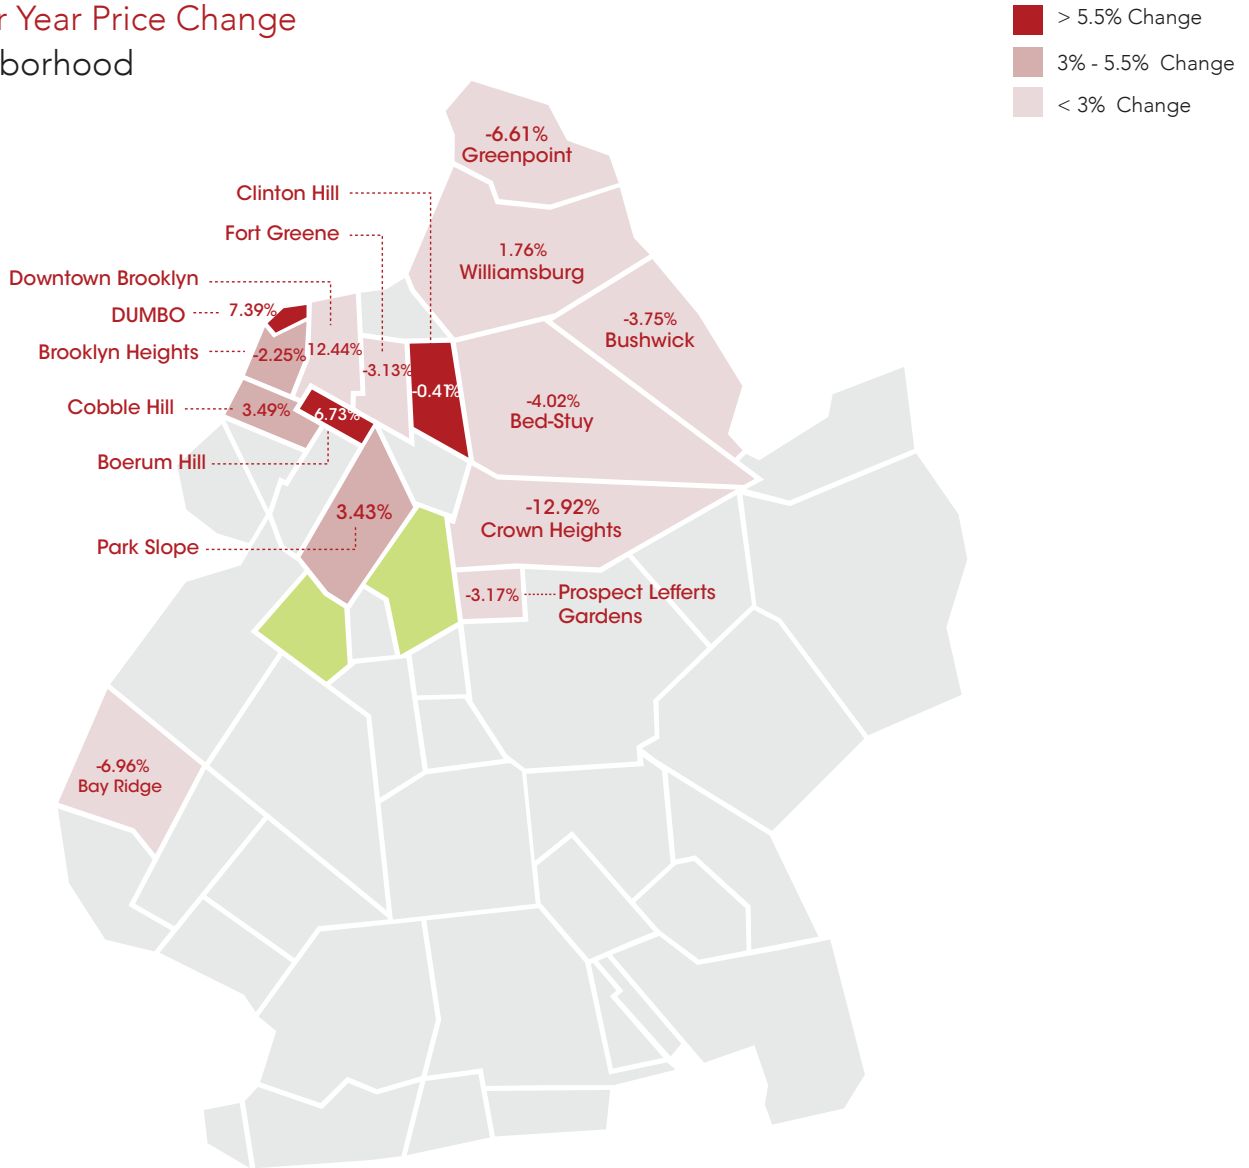 r Year Price Change
borhood
> 5.5% Change
3% - 5.5% Change
< 3% Change
-6.61%
Greenpoint
Clinton Hill
Fort Greene
1.76%
Williamsburg
Downtown Brooklyn
7.39%
DUMBO
-3.75%
Bushwick
Brooklyn Heights
-2.25%
12.44%
-3.13%
-0.41%
Cobble Hill
3.49%
6.73%
-4.02%
Bed-Stuy
Boerum Hill
3.43%
-12.92%
Crown Heights
Park Slope
-3.17%
Prospect Lefferts
Gardens
-6.96%
Bay Ridge